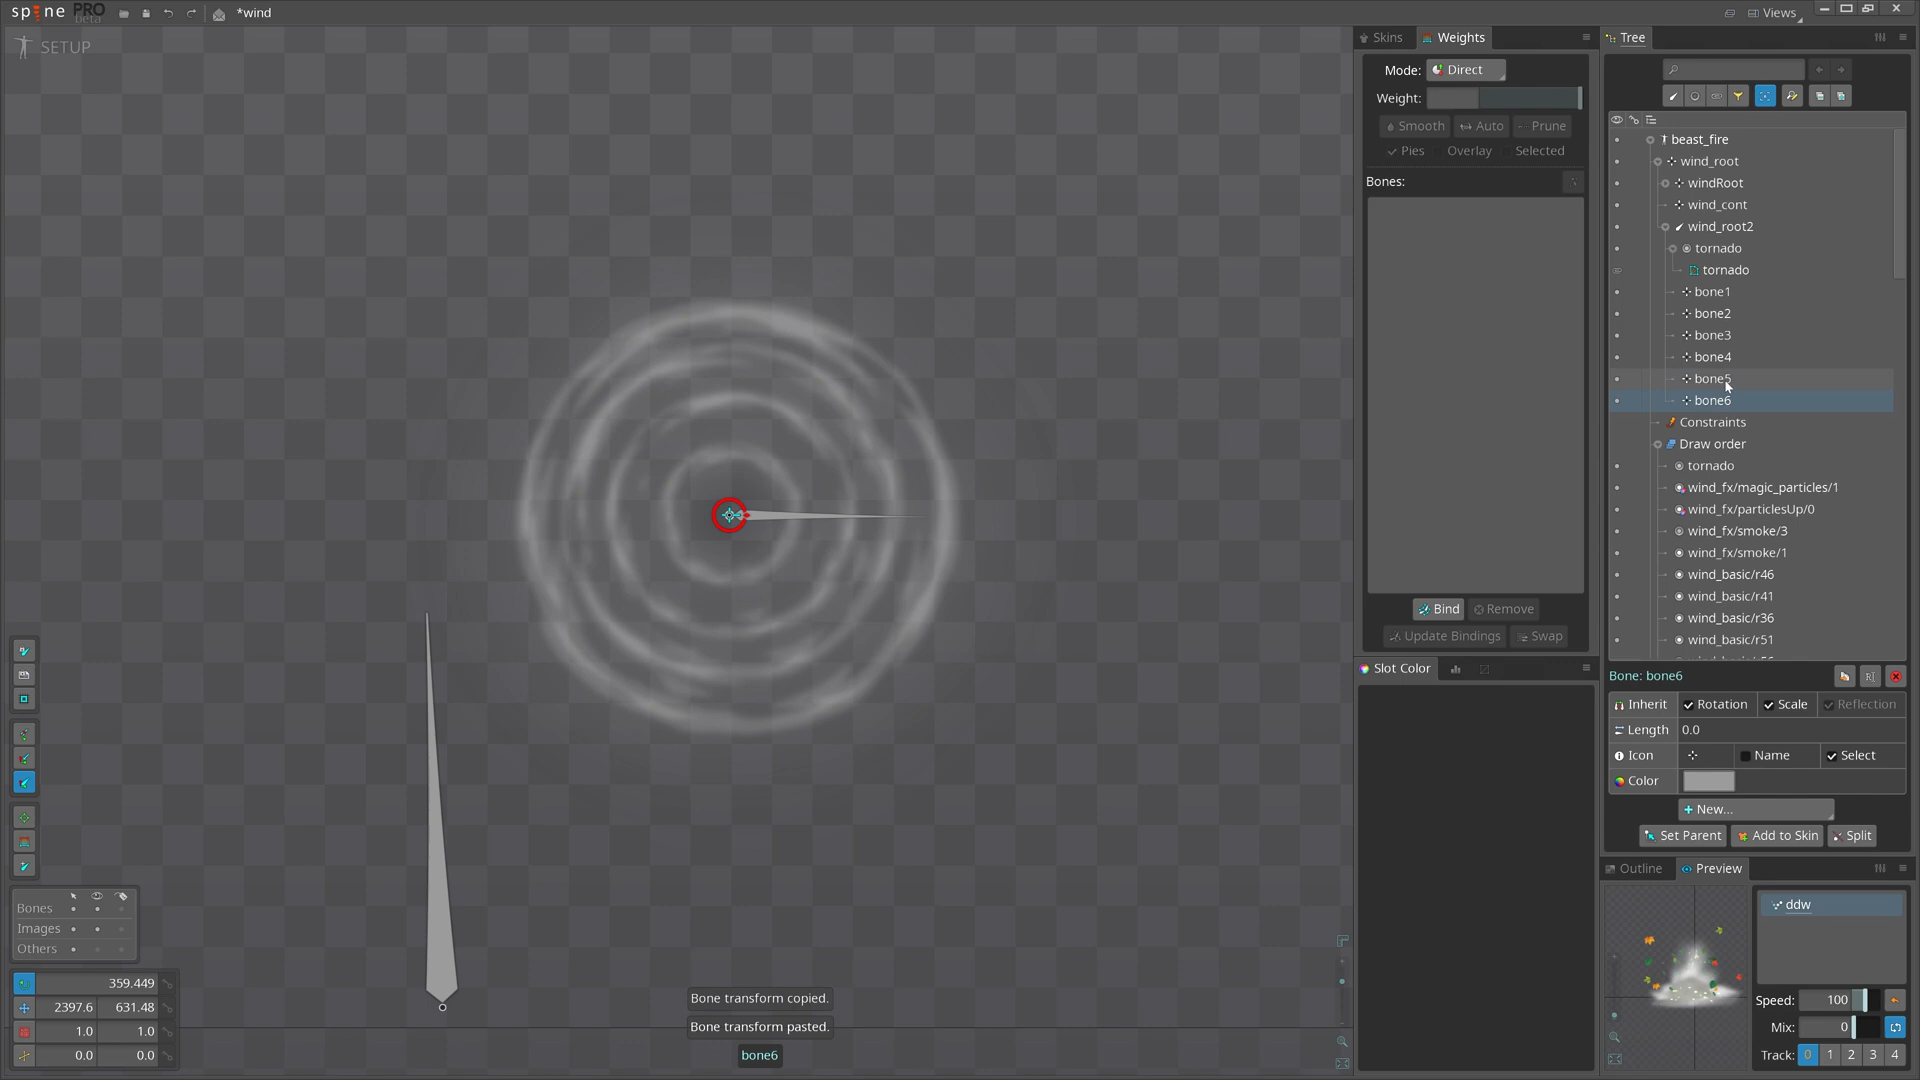 spine PRO beta
*wind
Views
SETUP
Skins
Weights
Mode:
Direct
Weight:
Smooth
Auto
Prune
Pies
Overlay
Selected
Bones:
Bind
Remove
Update Bindings
Swap
Slot Color
Tree
beast_fire
wind_root
windRoot
wind_cont
wind_root2
tornado
tornado
bone1
bone2
bone3
bone4
bone5
bone6
Constraints
Draw order
tornado
wind_fx/magic_particles/1
wind_fx/particlesUp/0
wind_fx/smoke/3
wind_fx/smoke/1
wind_basic/r46
wind_basic/r41
wind_basic/r36
wind_basic/r51
Bone: bone6
Inherit
Rotation
Scale
Reflection
Length
0.0
Icon
Name
Select
Color
New...
Set Parent
Add to Skin
Split
Outline
Preview
ddw
Speed:
100
Mix:
0
Track:
0
1
2
3
4
Bones
Images
Others
359.449
2397.6
631.48
1.0
1.0
0.0
0.0
Bone transform copied.
Bone transform pasted.
bone6